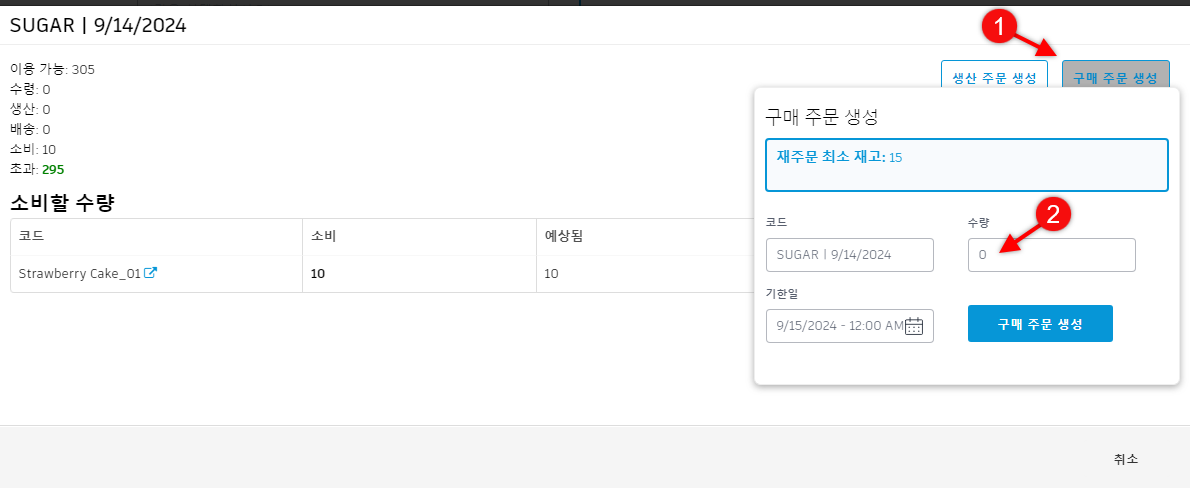 SUGAR | 9/14/2024
1
이용 가능: 305
수령: 0
생산: 0
배송: 0
소비: 10
초과: 295
생산 주문 생성
구매 주문 생성
구매 주문 생성
재주문 최소 재고: 15
2
코드
수량
SUGAR | 9/14/2024
0
기한일
9/15/2024 - 12:00 AM
구매 주문 생성
소비할 수량
코드
소비
예상됨
Strawberry Cake_01
10
10
취소